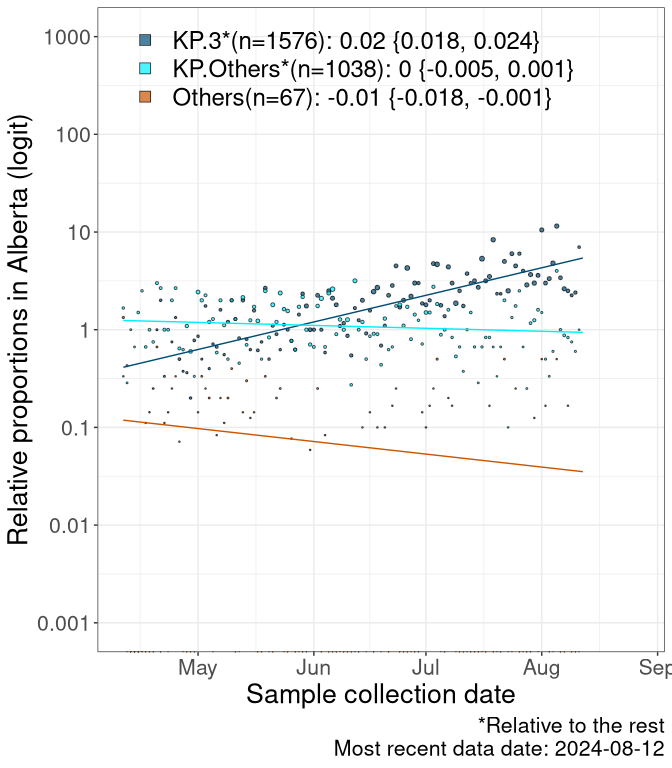 KP.3*(n=1576): 0.02 {0.018, 0.024}
KP.Others*(n=1038): 0 {-0.005, 0.001}
Others(n=67): -0.01 {-0.018, -0.001}
Relative proportions in Alberta (logit)
1000
100
10
1
0.1
0.01
0.001
May Jun Jul Aug Sep
Sample collection date
*Relative to the rest
Most recent data date: 2024-08-12